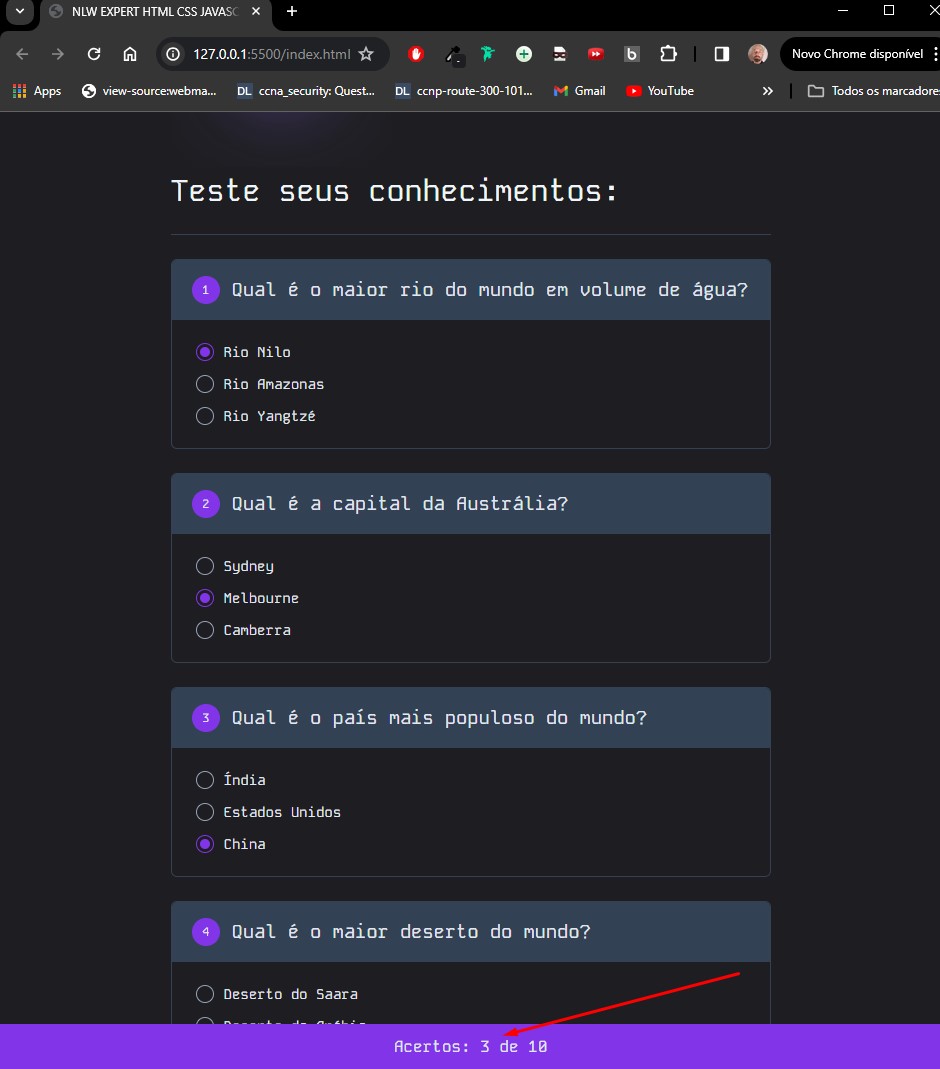 NLW EXPERT HTML CSS JAVASC
127.0.0.1:5500/index.html
Novo Chrome disponível
Apps
view-source:webma...
DL ccna_security: Quest...
DL ccnp-route-300-101...
Gmail
YouTube
Todos os marcadores
Teste seus conhecimentos:
1 Qual é o maior rio do mundo em volume de água?
Rio Nilo
Rio Amazonas
Rio Yangtzé
2 Qual é a capital da Austrália?
Sydney
Melbourne
Camberra
3 Qual é o país mais populoso do mundo?
Índia
Estados Unidos
China
4 Qual é o maior deserto do mundo?
Deserto do Saara
Acertos: 3 de 10